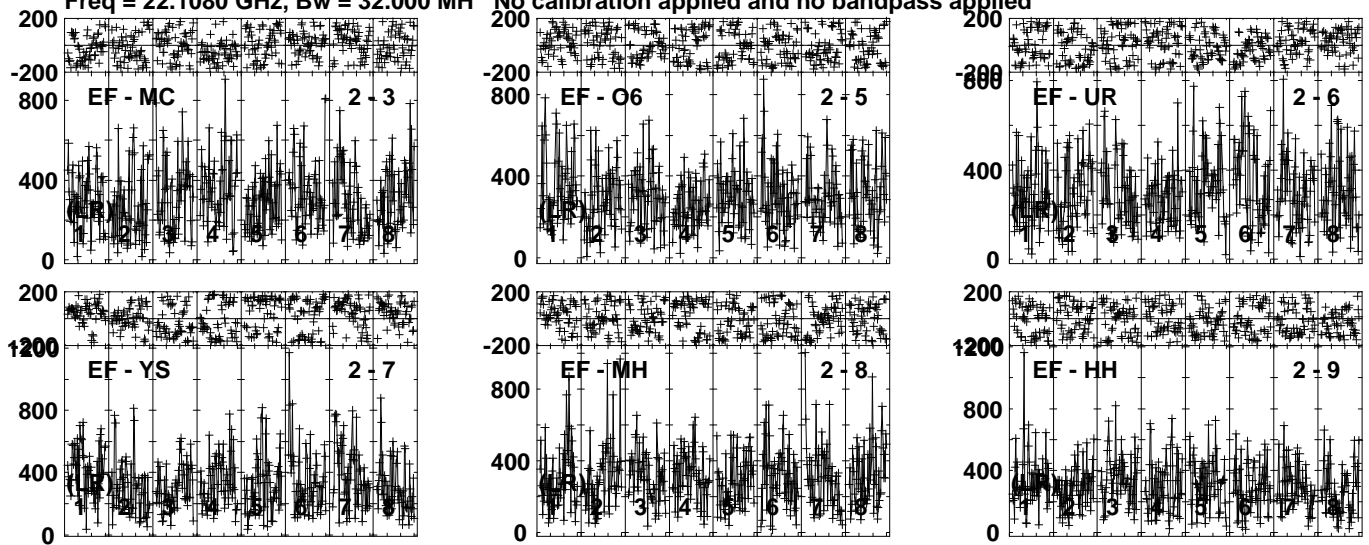 Freq = 22.1080 GHz, Bw = 32.000 MH No calibration applied and no bandpass applied
200 200 200
-200 -200 -200
800 800 800
EF - MC 2 - 3 EF - O6 2 - 5 EF - UR 2 - 6
400 400 400
(LR) (LR) (LR)
1 2 3 4 5 6 7 8 1 2 3 4 5 6 7 8 1 2 3 4 5 6 7 8
0 0 0
200 200 200
-200 -200 -200
1200 1200
EF - YS 2 - 7 EF - MH 2 - 8 EF - HH 2 - 9
800 800 800
400 400 400
(LR) (LR) (LR)
1 2 3 4 5 6 7 8 1 2 3 4 5 6 7 8 1 2 3 4 5 6 7 8
0 0 0